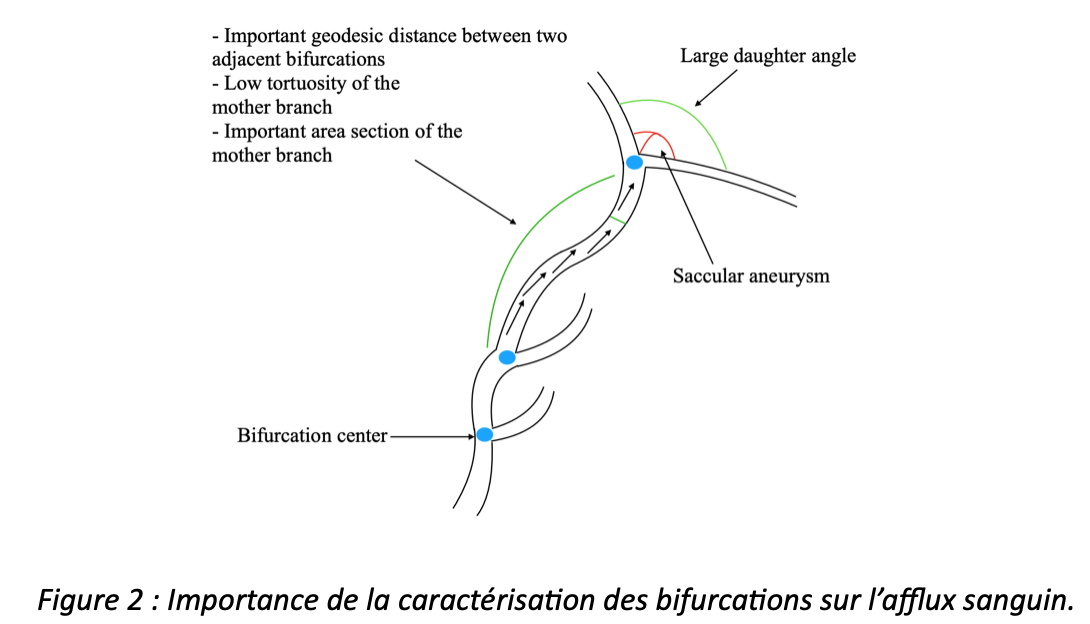 - Important geodesic distance between two
adjacent bifurcations
- Low tortuosity of the
mother branch
- Important area section of the
mother branch
Large daughter angle
Saccular aneurysm
Bifurcation center
Figure 2 : Importance de la caractérisation des bifurcations sur l'afflux sanguin.